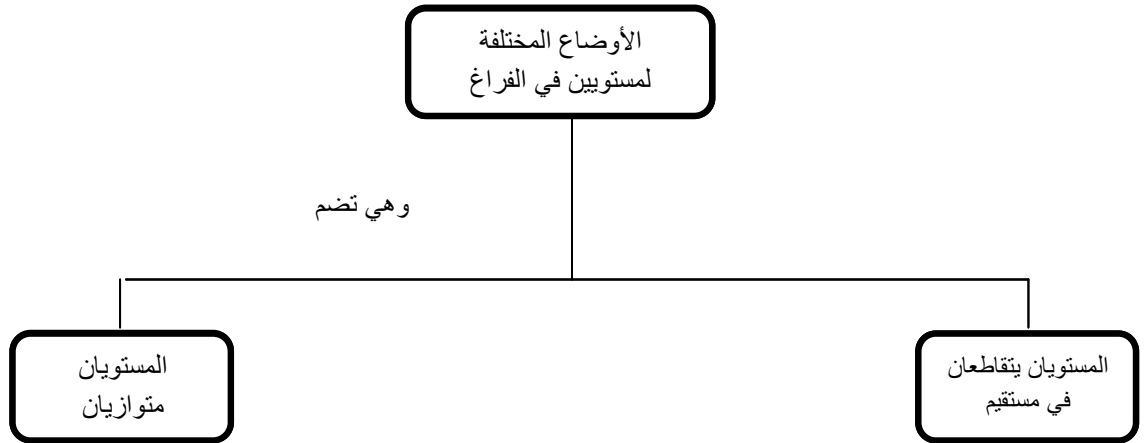 الأوضاع المختلفة
لمستويين في الفراغ
وهي تضم
المستويان يتقاطعان
في مستقيم
المستويان
متوازيان